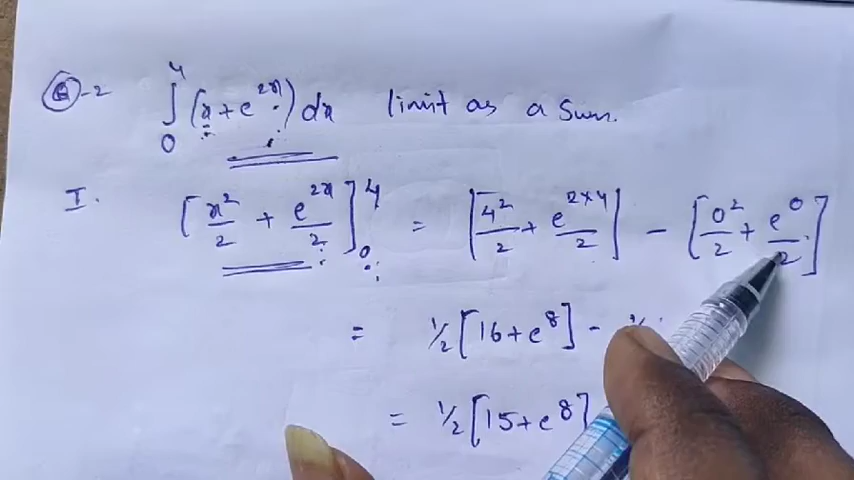 Q-2 ∫₀⁴ (x + e^{2x}) dx limit as a Sum.
I. [x²/2 + e^{2x}/2]₀⁴ = [4²/2 + e^{2×4}/2] - [0²/2 + e⁰/2]
= 1/2 [16 + e⁸] -
= 1/2 [15 + e⁸]